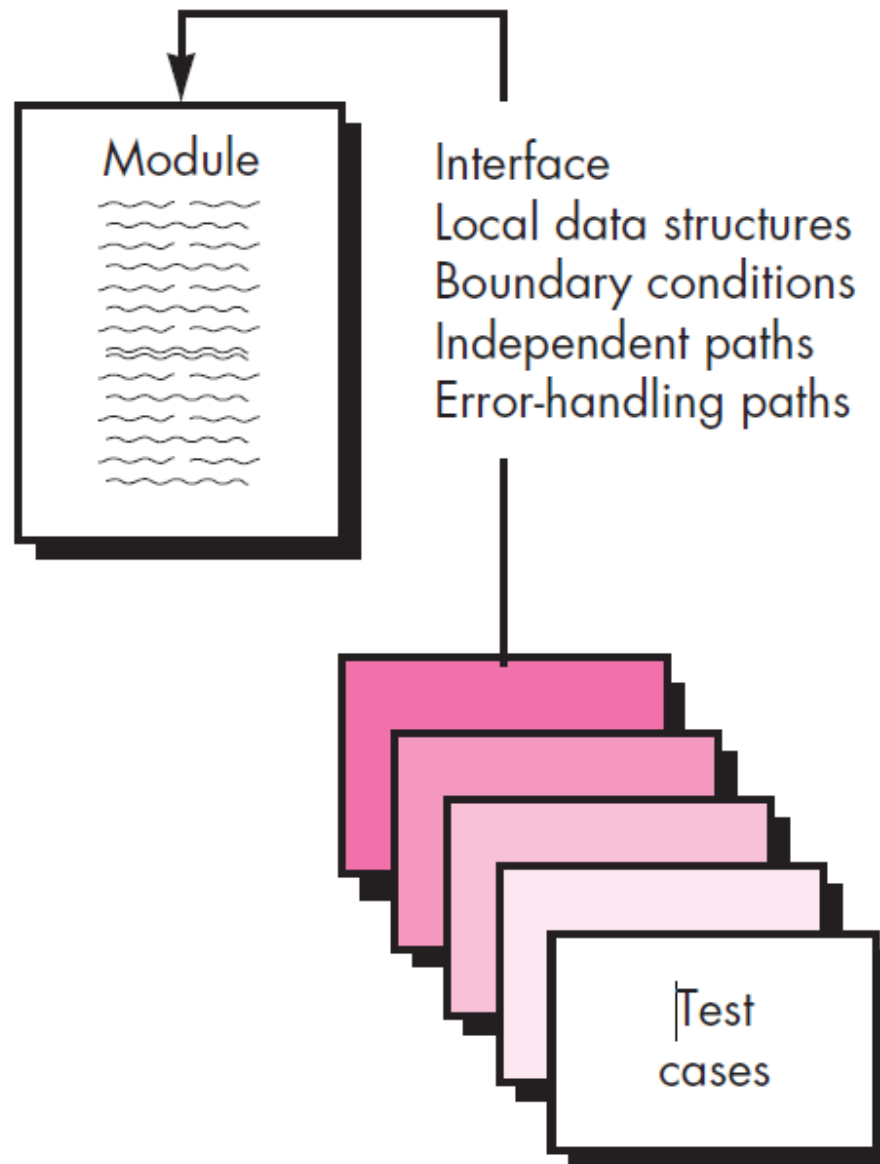 Module
Interface
Local data structures
Boundary conditions
Independent paths
Error-handling paths
Test
cases